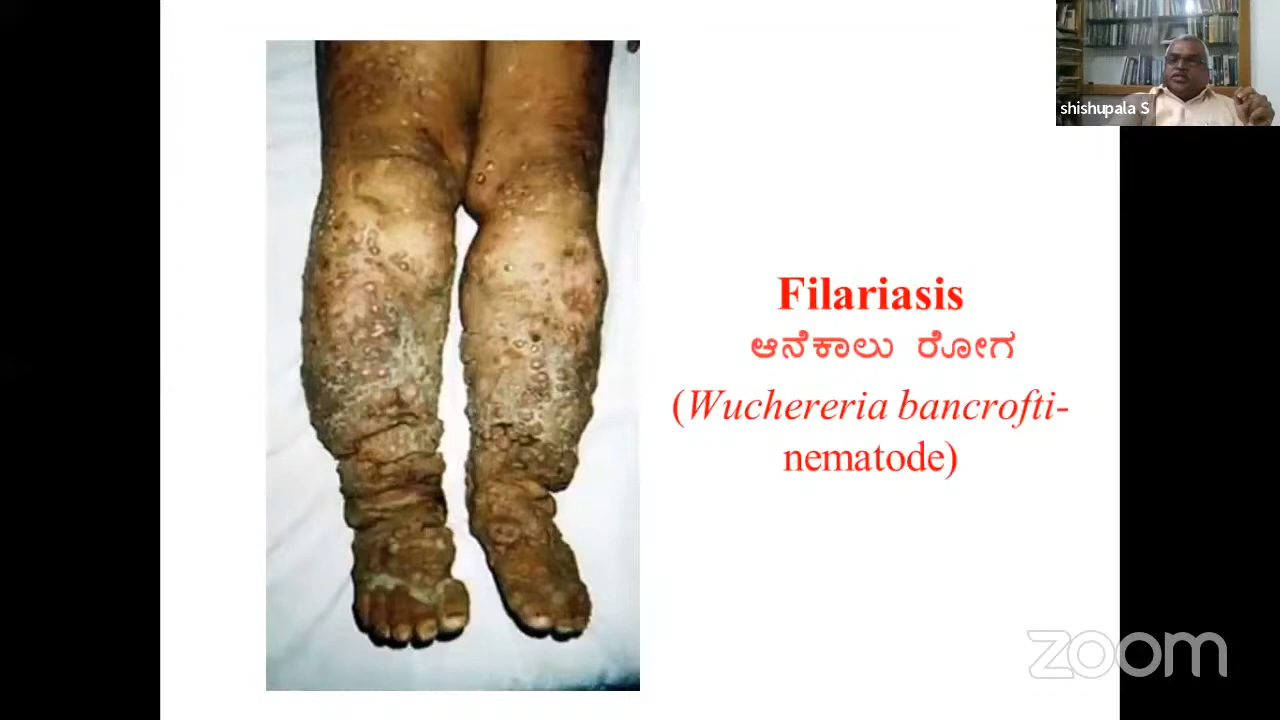 shishupala S
Filariasis
ಆನೆಕಾಲು ರೋಗ
(Wuchereria bancrofti-
nematode)
zoom